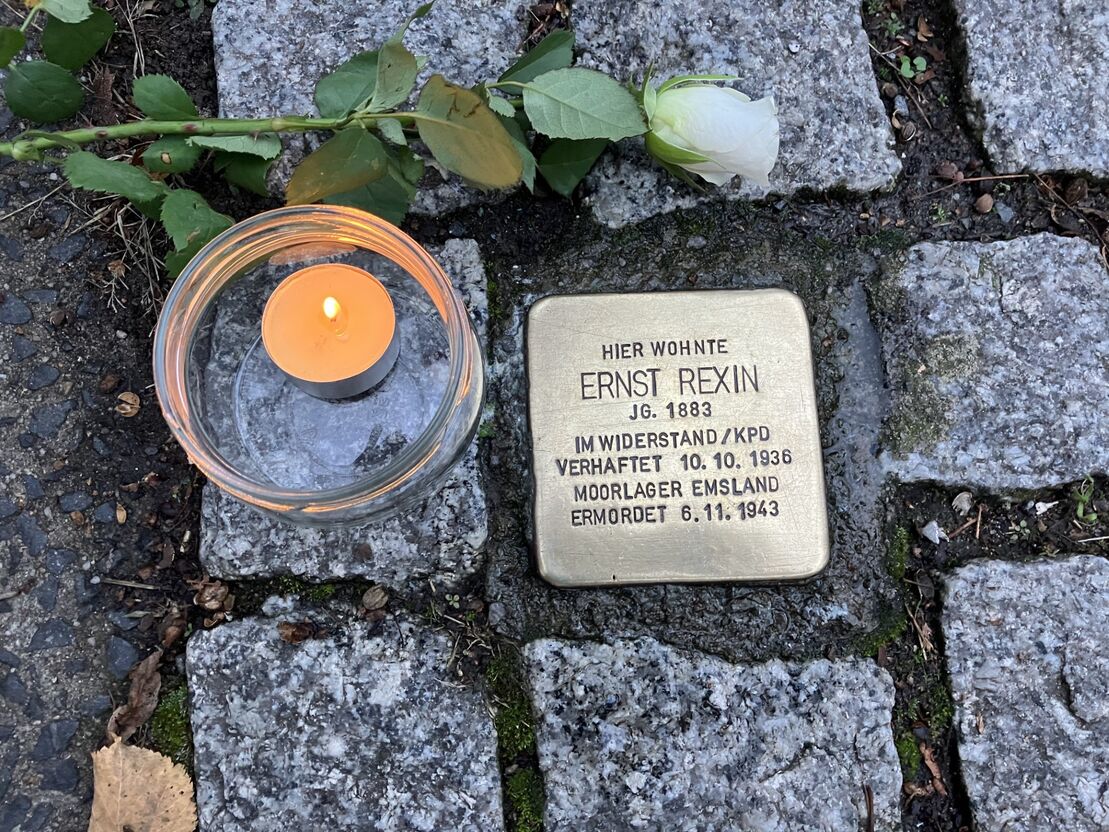 HIER WOHNTE
ERNST REXIN
JG. 1883
IM WIDERSTAND/KPD
VERHAFTET 10.10.1936
MOORLAGER EMSLAND
ERMORDET 6.11.1943